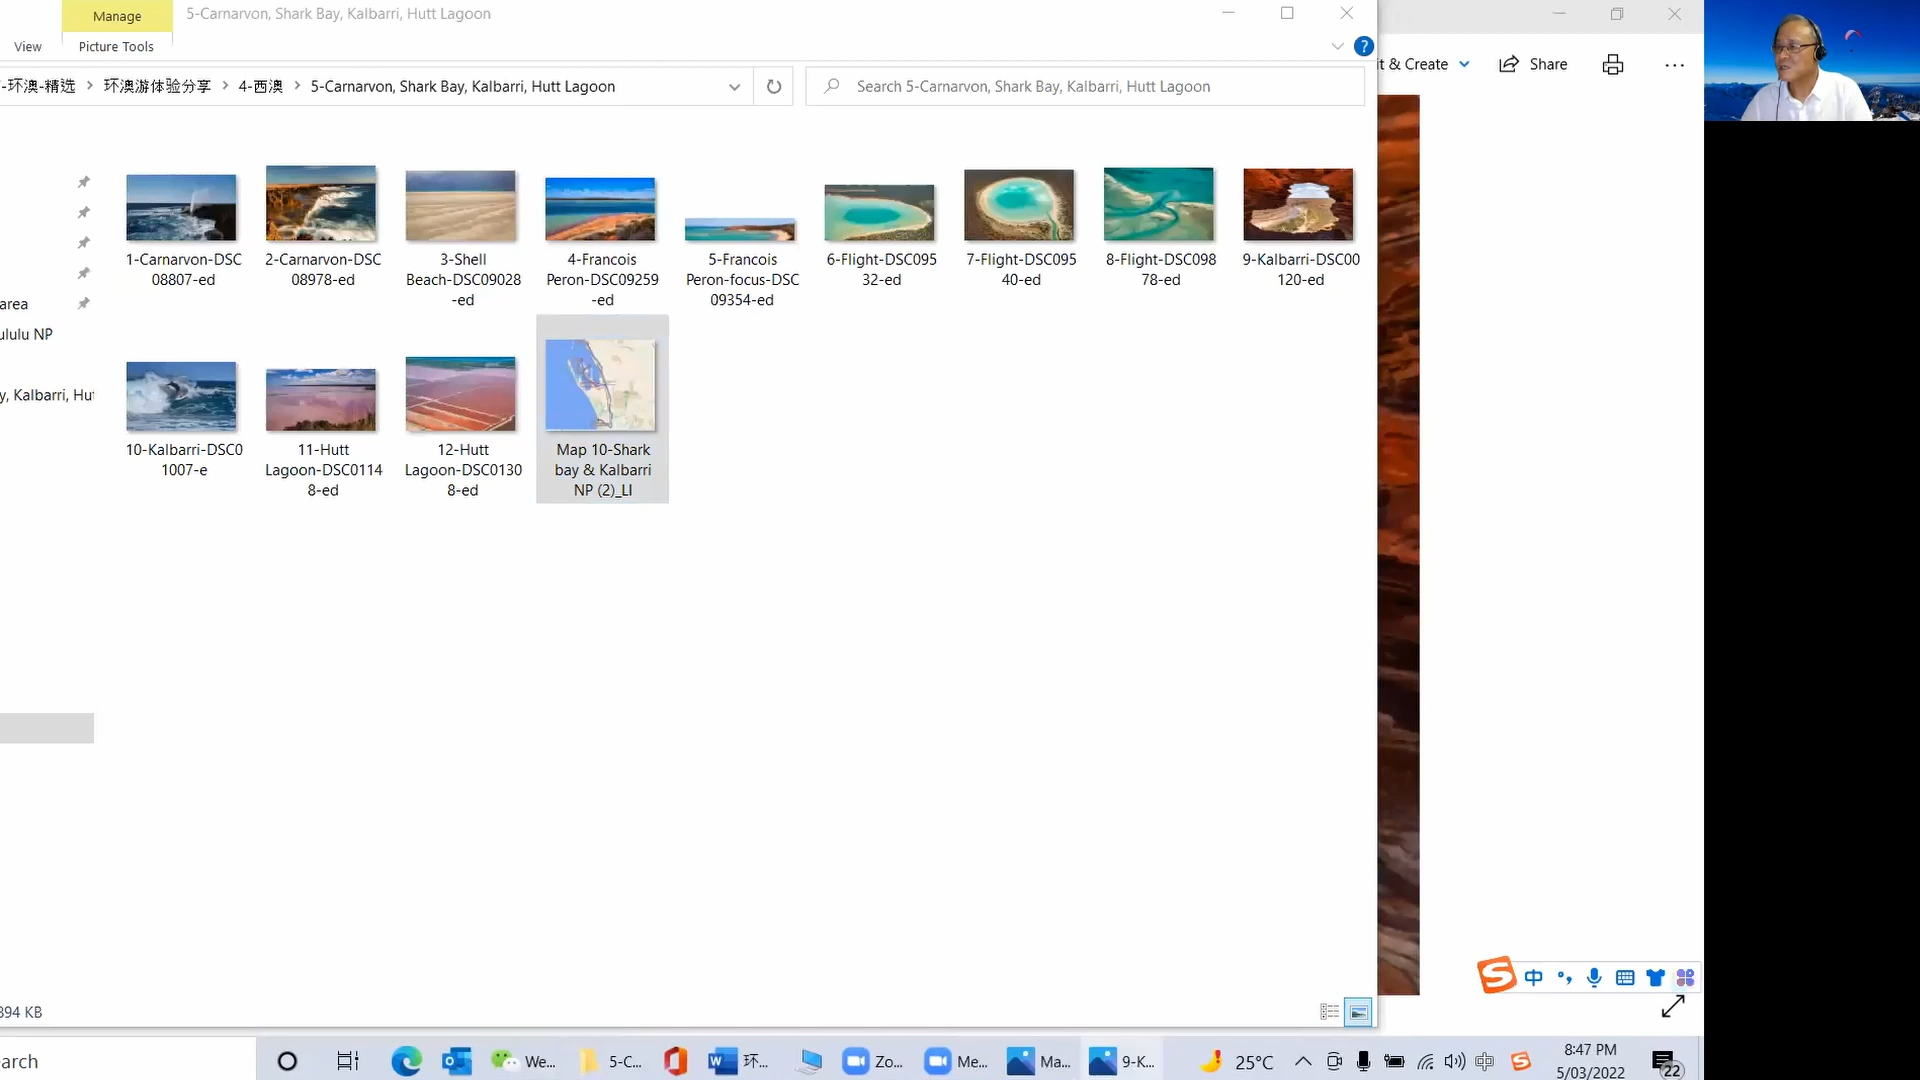 Manage
5-Carnarvon, Shark Bay, Kalbarri, Hutt Lagoon
View
Picture Tools
?
t & Create
Share
-环澳-精选 > 环澳游体验分享 > 4-西澳 > 5-Carnarvon, Shark Bay, Kalbarri, Hutt Lagoon
Search 5-Carnarvon, Shark Bay, Kalbarri, Hutt Lagoon
area
ululu NP
y, Kalbarri, Hut
1-Carnarvon-DSC
08807-ed
2-Carnarvon-DSC
08978-ed
3-Shell
Beach-DSC09028
-ed
4-Francois
Peron-DSC09259
-ed
5-Francois
Peron-focus-DSC
09354-ed
6-Flight-DSC095
32-ed
7-Flight-DSC095
40-ed
8-Flight-DSC098
78-ed
9-Kalbarri-DSC00
120-ed
10-Kalbarri-DSC0
1007-e
11-Hutt
Lagoon-DSC0114
8-ed
12-Hutt
Lagoon-DSC0130
8-ed
Map 10-Shark
bay & Kalbarri
NP (2)_LI
中
894 KB
earch
We...
5-C...
环...
Zo...
Me...
Ma...
9-K...
25°C
中
8:47 PM
5/03/2022
22